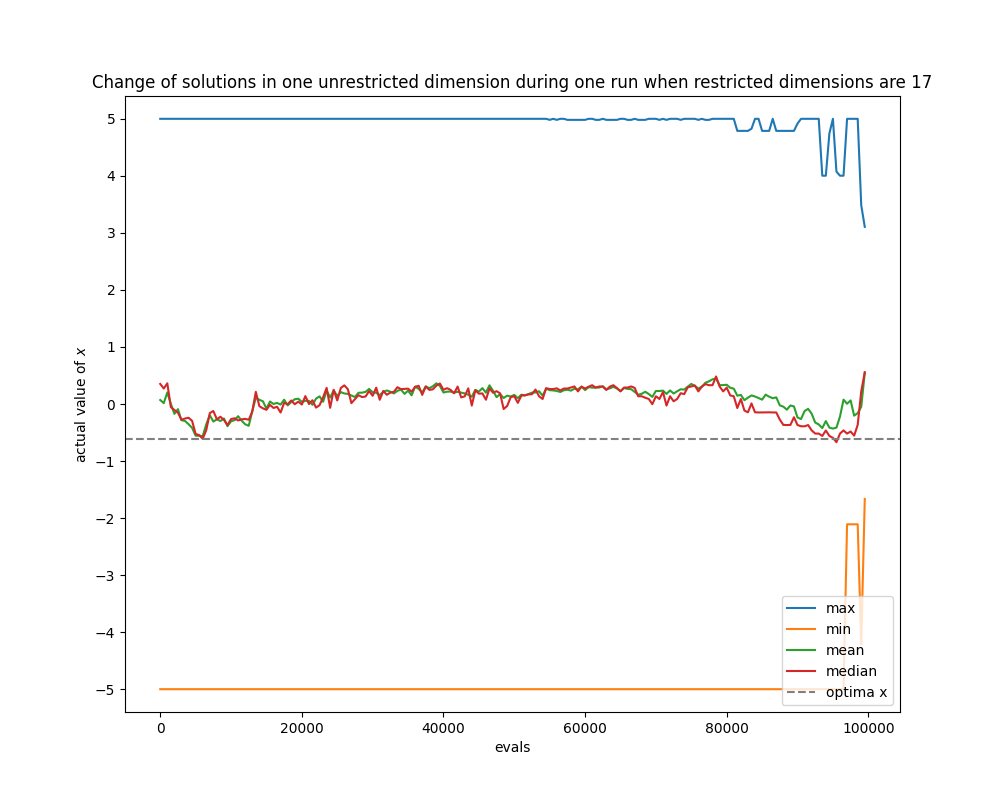 Change of solutions in one unrestricted dimension during one run when restricted dimensions are 17
5
4
3
2
1
0
−1
−2
−3
−4
−5
actual value of x
max
min
mean
median
optima x
0 20000 40000 60000 80000 100000
evals